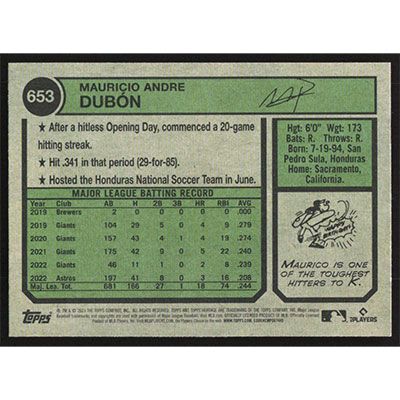 653
MAURICIO ANDRE
DUBÓN
★ After a hitless Opening Day, commenced a 20-game
hitting streak.
★ Hit .341 in that period (29-for-85).
★ Hosted the Honduras National Soccer Team in June.
Hgt: 6'0" Wgt: 173
Bats: R. Throws: R.
Born: 7-19-94, San
Pedro Sula, Honduras
Home: Sacramento,
California.
MAJOR LEAGUE BATTING RECORD
Year Club AB H 2B 3B HR RBI AVG
2019 Brewers 2 0 0 0 0 0 .000
2019 Giants 104 29 5 0 4 9 .279
2020 Giants 157 43 4 1 4 19 .274
2021 Giants 175 42 9 0 5 22 .240
2022 Giants 46 11 1 0 2 8 .239
2022 Astros 197 41 8 0 3 16 .208
Maj. Lea. Tot. 681 166 27 1 18 74 .244
MAURICIO IS ONE
OF THE TOUGHEST
HITTERS TO K.
TOPPS
MLB
PLAYERS